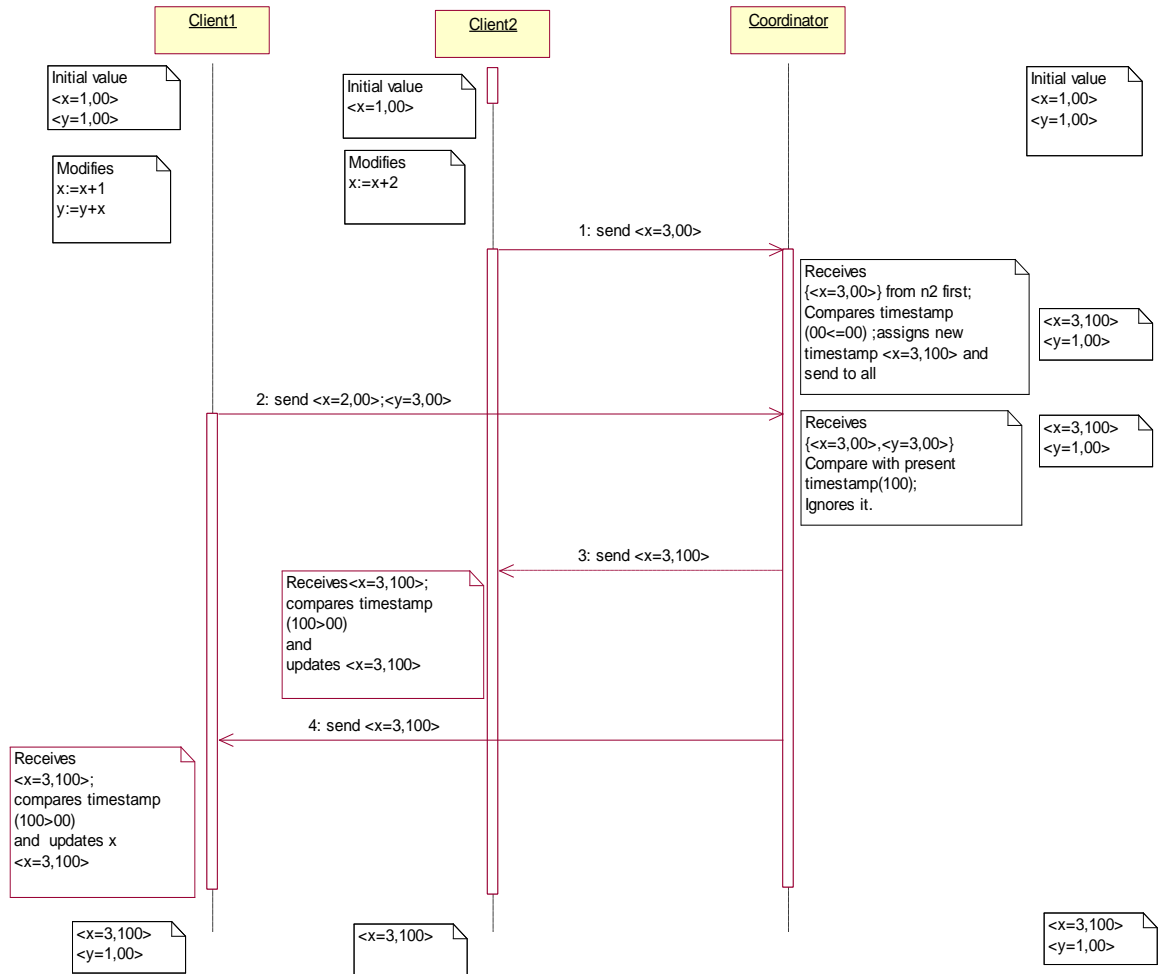 Client1
Client2
Coordinator
Initial value
<x=1,00>
<y=1,00>
Initial value
<x=1,00>
Initial value
<x=1,00>
<y=1,00>
Modifies
x:=x+1
y:=y+x
Modifies
x:=x+2
1: send <x=3,00>
Receives
{<x=3,00>} from n2 first;
Compares timestamp
(00<=00) ;assigns new
timestamp <x=3,100> and
send to all
<x=3,100>
<y=1,00>
2: send <x=2,00>;<y=3,00>
Receives
{<x=3,00>,<y=3,00>}
Compare with present
timestamp(100);
Ignores it.
<x=3,100>
<y=1,00>
3: send <x=3,100>
Receives<x=3,100>;
compares timestamp
(100>00)
and
updates <x=3,100>
4: send <x=3,100>
Receives
<x=3,100>;
compares timestamp
(100>00)
and updates x
<x=3,100>
<x=3,100>
<y=1,00>
<x=3,100>
<x=3,100>
<y=1,00>